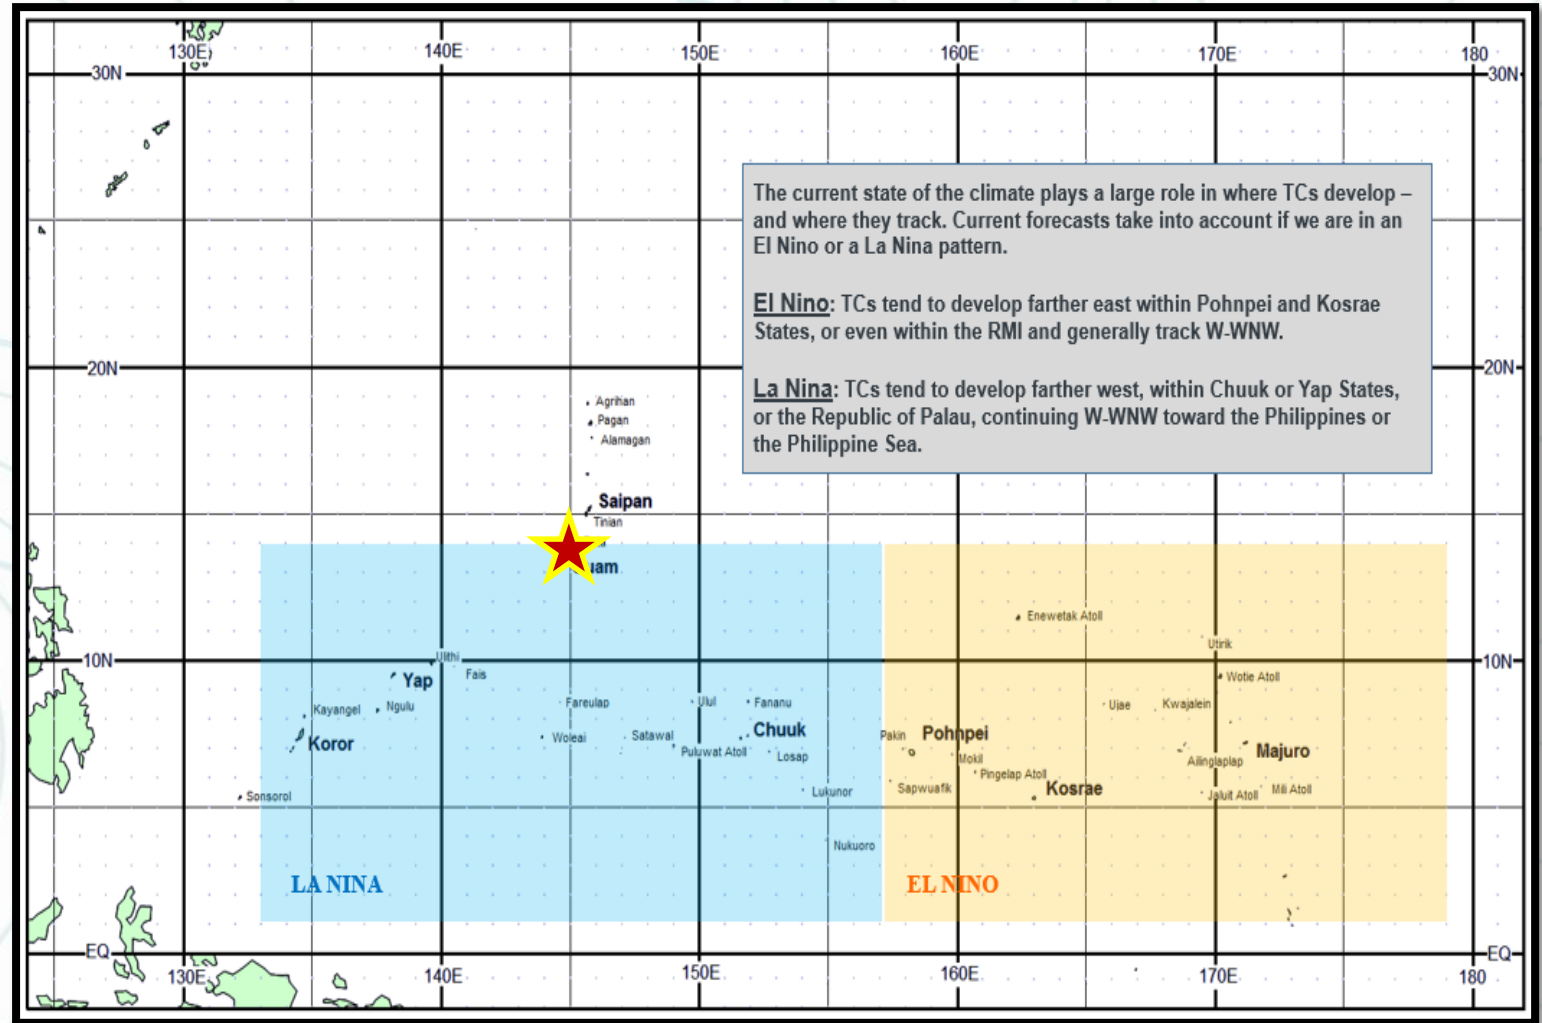 130E
140E
150E
160E
170E
180
30N
30N
The current state of the climate plays a large role in where TCs develop –
and where they track. Current forecasts take into account if we are in an
El Nino or a La Nina pattern.
El Nino: TCs tend to develop farther east within Pohnpei and Kosrae
States, or even within the RMI and generally track W-WNW.
La Nina: TCs tend to develop farther west, within Chuuk or Yap States,
or the Republic of Palau, continuing W-WNW toward the Philippines or
the Philippine Sea.
20N
20N
Agrihan
Pagan
Alamagan
Saipan
Tinian
uam
Enewetak Atoll
Utirik
10N
10N
Ulithi
Fais
Yap
Wotie Atoll
Kayangel
Ngulu
Fareulap
Ulul
Fananu
Ujae
Kwajalein
Koror
Woleai
Satawal
Chuuk
Pakin
Pohnpei
Puluwat Atoll
Losap
Mokil
Majuro
Ailinglaplap
Pingelap Atoll
Sonsorol
Lukunor
Sapwuafik
Kosrae
Jaluit Atoll
Mili Atoll
Nukuoro
LA NINA
EL NINO
EQ
EQ
130E
140E
150E
160E
170E
180